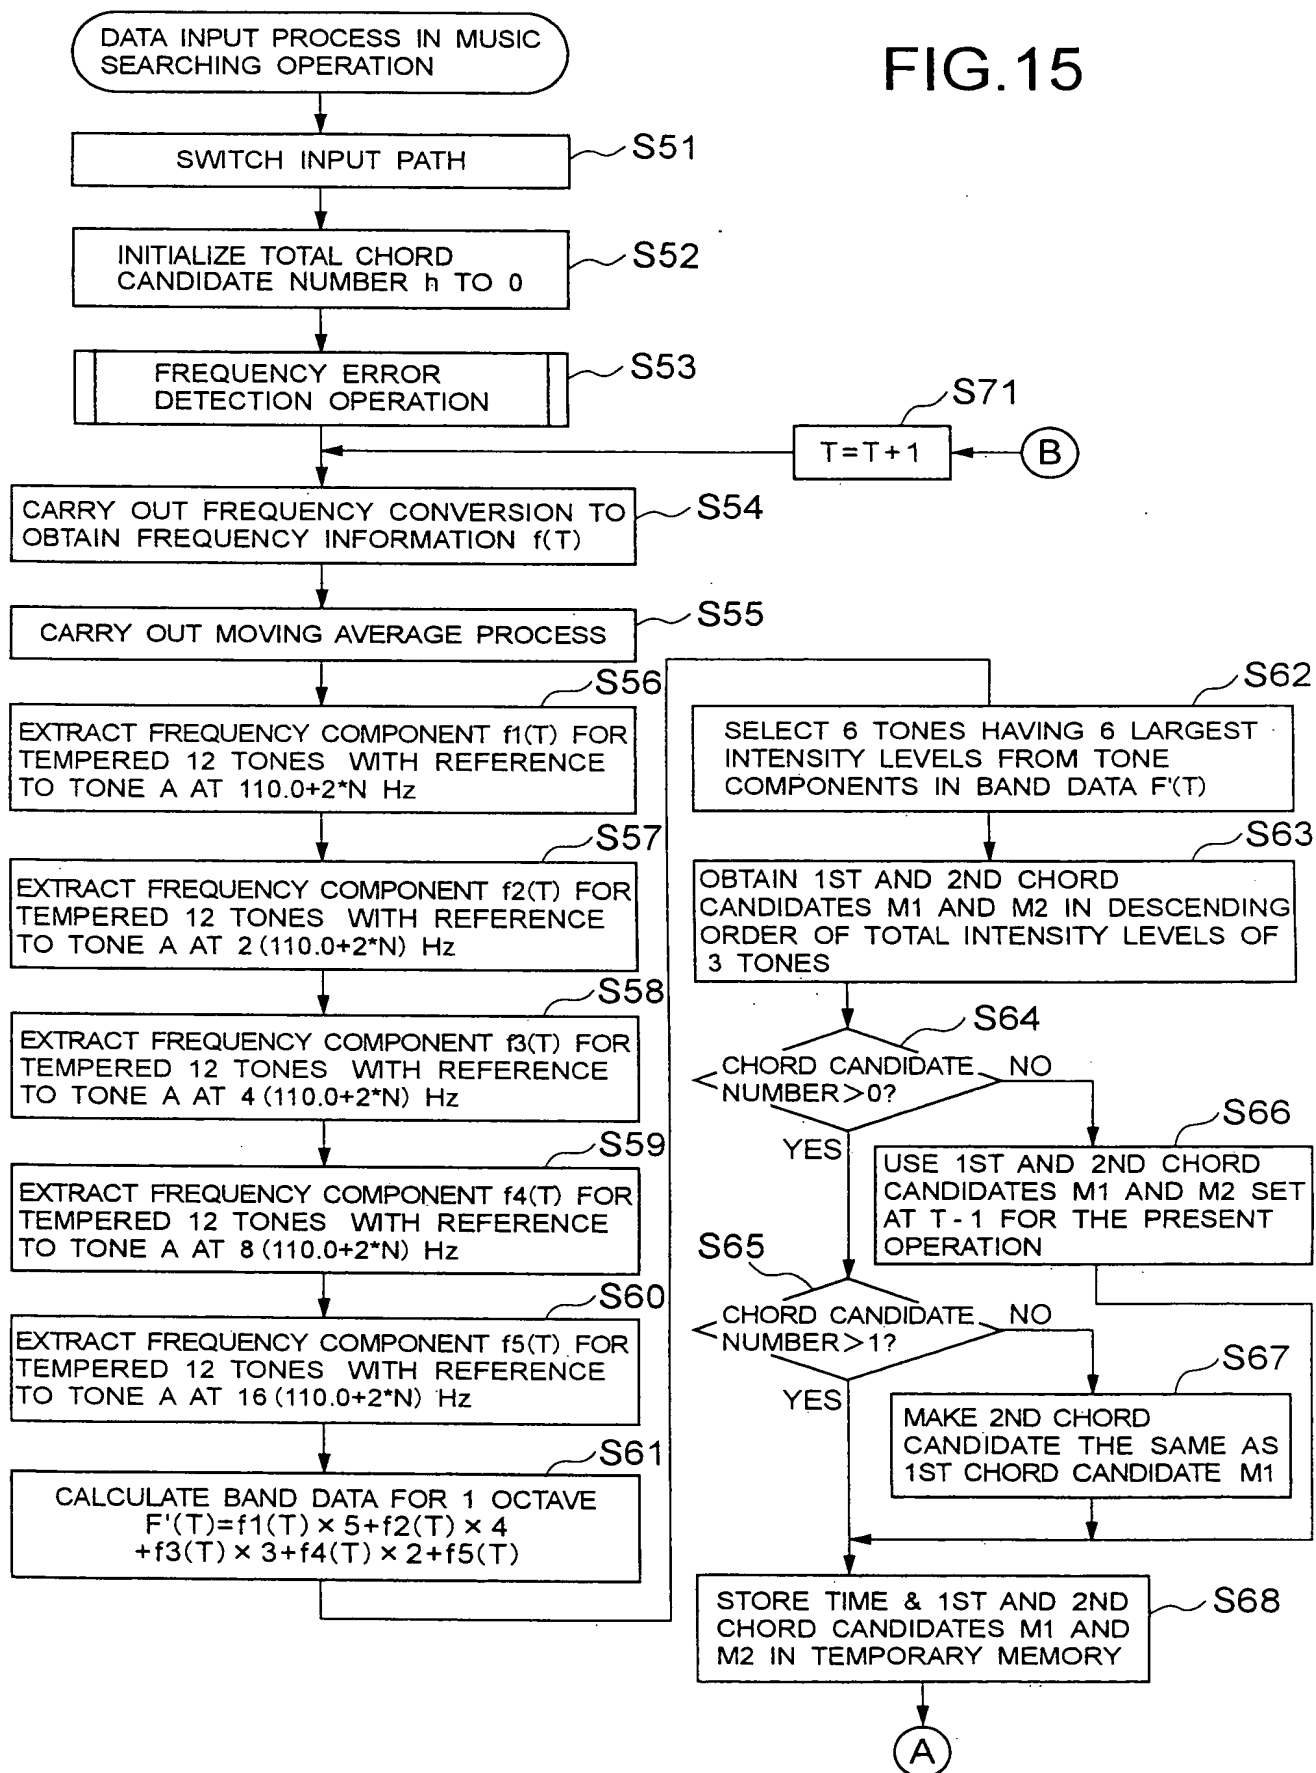 FIG.15
DATA INPUT PROCESS IN MUSIC
SEARCHING OPERATION
SWITCH INPUT PATH
S51
INITIALIZE TOTAL CHORD
CANDIDATE NUMBER h TO 0
S52
FREQUENCY ERROR
DETECTION OPERATION
S53
S71
T=T+1
B
CARRY OUT FREQUENCY CONVERSION TO
OBTAIN FREQUENCY INFORMATION f(T)
S54
CARRY OUT MOVING AVERAGE PROCESS
S55
S56
EXTRACT FREQUENCY COMPONENT f1(T) FOR
TEMPERED 12 TONES WITH REFERENCE
TO TONE A AT 110.0+2*N Hz
S57
EXTRACT FREQUENCY COMPONENT f2(T) FOR
TEMPERED 12 TONES WITH REFERENCE
TO TONE A AT 2(110.0+2*N) Hz
S58
EXTRACT FREQUENCY COMPONENT f3(T) FOR
TEMPERED 12 TONES WITH REFERENCE
TO TONE A AT 4(110.0+2*N) Hz
S59
EXTRACT FREQUENCY COMPONENT f4(T) FOR
TEMPERED 12 TONES WITH REFERENCE
TO TONE A AT 8(110.0+2*N) Hz
S60
EXTRACT FREQUENCY COMPONENT f5(T) FOR
TEMPERED 12 TONES WITH REFERENCE
TO TONE A AT 16(110.0+2*N) Hz
S61
CALCULATE BAND DATA FOR 1 OCTAVE
F'(T)=f1(T)×5+f2(T)×4
+f3(T)×3+f4(T)×2+f5(T)
S62
SELECT 6 TONES HAVING 6 LARGEST
INTENSITY LEVELS FROM TONE
COMPONENTS IN BAND DATA F'(T)
S63
OBTAIN 1ST AND 2ND CHORD
CANDIDATES M1 AND M2 IN DESCENDING
ORDER OF TOTAL INTENSITY LEVELS OF
3 TONES
S64
CHORD CANDIDATE
NUMBER>0?
NO
YES
S66
USE 1ST AND 2ND CHORD
CANDIDATES M1 AND M2 SET
AT T-1 FOR THE PRESENT
OPERATION
S65
CHORD CANDIDATE
NUMBER>1?
NO
YES
S67
MAKE 2ND CHORD
CANDIDATE THE SAME AS
1ST CHORD CANDIDATE M1
STORE TIME & 1ST AND 2ND
CHORD CANDIDATES M1 AND
M2 IN TEMPORARY MEMORY
S68
A